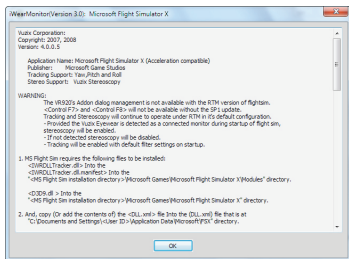 iWearMonitor(Version 3.0): Microsoft Flight Simulator X
Vuzix Corporation:
Copyright: 2007, 2008
Version: 4.0.0.5
Application Name: Microsoft Flight Simulator X (Acceleration compatible)
Publisher: Microsoft Game Studios
Tracking Support: Yaw,Pitch and Roll
Stereo Support: Vuzix Stereoscopy
WARNING:
The VR920's Addon dialog management is not available with the RTM version of flightsim.
<Control F7> and <Control F8> will not be available without the SP1 update.
Tracking and Stereoscopy will continue to operate under RTM in it's default configuration.
- Provided the Vuzix Eyewear is detected as a connected monitor during startup of flight sim,
stereoscopy will be enabled.
- If not detected stereoscopy will be disabled.
- Tracking will be enabled with default filter settings on startup.
1. MS Flight Sim requires the following files to be installed:
<IWRDLLTracker.dll> Into the
<IWRDLLTracker.dll.manifest> Into the
"<MS Flight Sim installation directory>\Microsoft Games\Microsoft Flight Simulator X\Modules" directory.
<D3D9.dll> Into the
"<MS Flight Sim installation directory>\Microsoft Games\Microsoft Flight Simulator X" directory.
2. And, copy (Or add the contents of) the <DLL.xml> file Into the (DLL.xml) file that is at
"C:\Documents and Settings\<User ID>\Application Data\Microsoft\FSX" directory.
OK